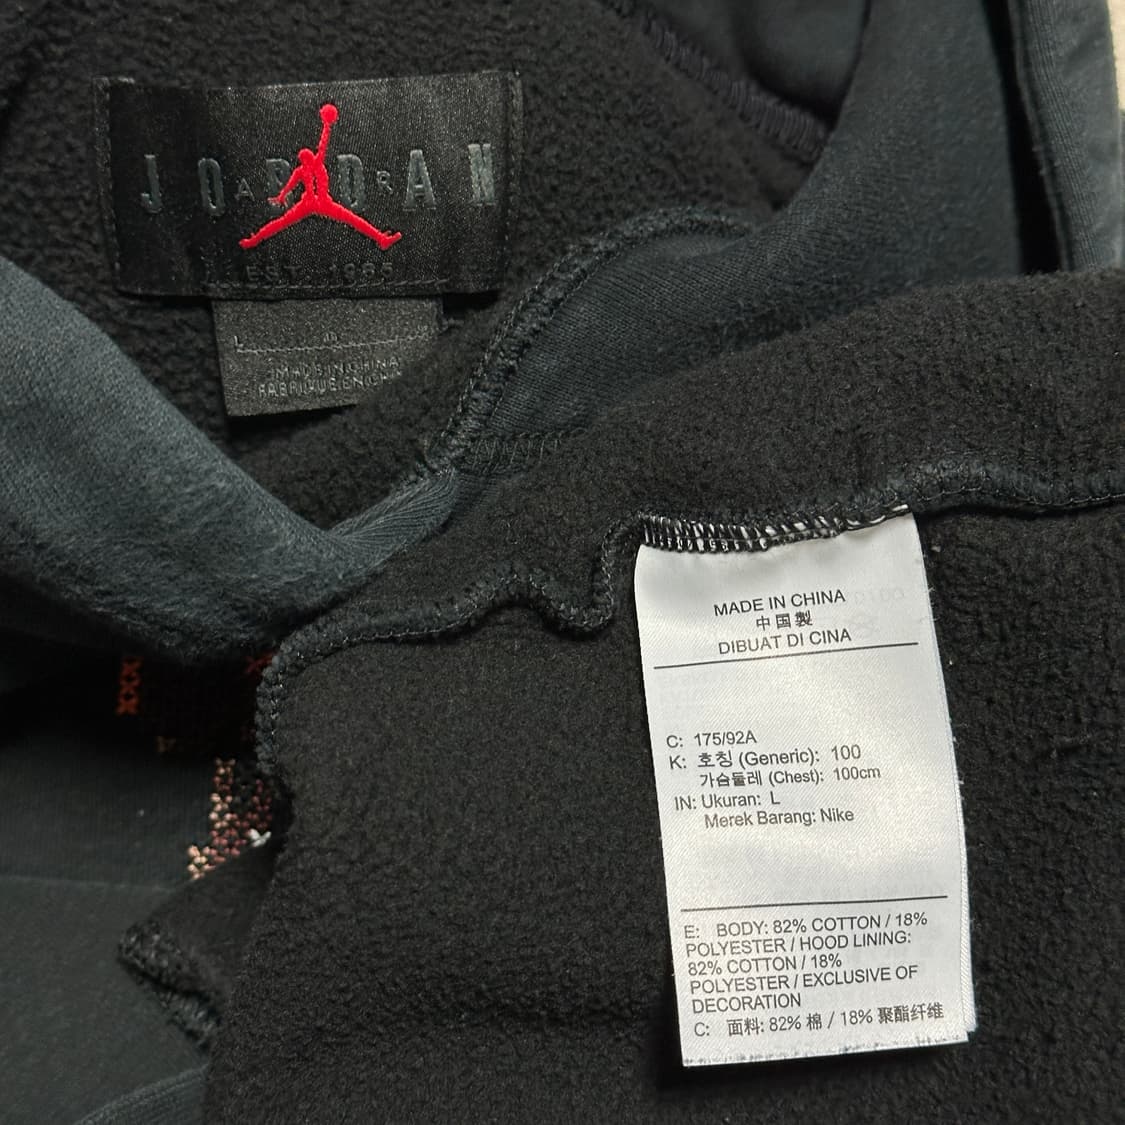 JORDAN
AIR
EST. 1985
L
MADE IN CHINA
FABRIQUE EN
MADE IN CHINA
中国製
DIBUAT DI CINA
C: 175/92A
K: 호칭 (Generic): 100
가슴둘레 (Chest): 100cm
IN: Ukuran: L
Merek Barang: Nike
E: BODY: 82% COTTON / 18%
POLYESTER / HOOD LINING:
82% COTTON / 18%
POLYESTER / EXCLUSIVE OF
DECORATION
C: 面料: 82% 棉 / 18% 聚酯纤维